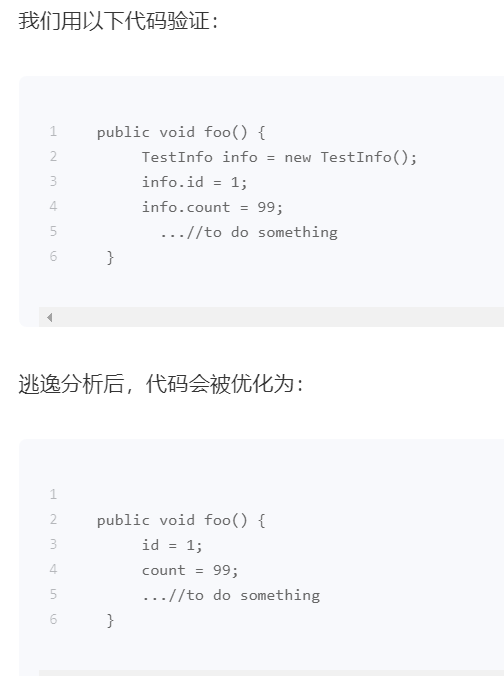 我们用以下代码验证：
1 public void foo() {
2 TestInfo info = new TestInfo();
3 info.id = 1;
4 info.count = 99;
5 ...//to do something
6 }
逃逸分析后，代码会被优化为：
1
2 public void foo() {
3 id = 1;
4 count = 99;
5 ...//to do something
6 }